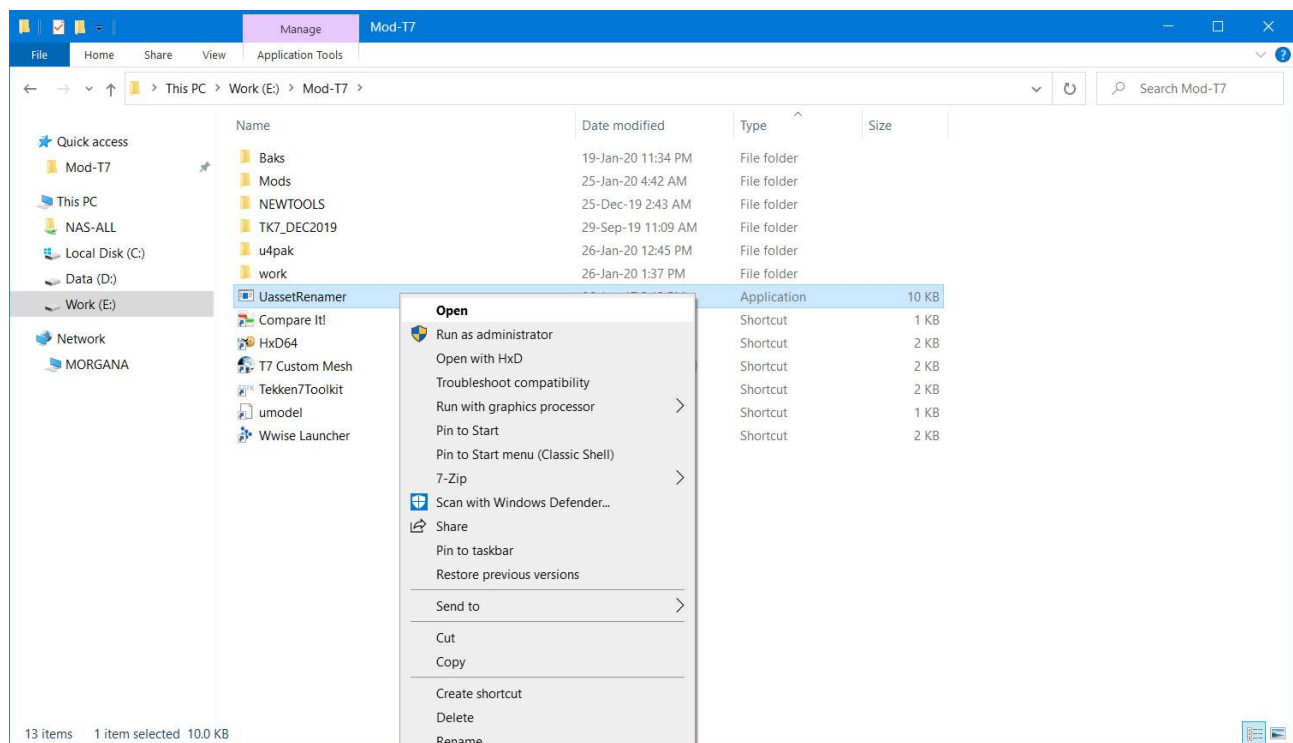 Manage
Mod-T7
File Home Share View Application Tools
This PC > Work (E:) > Mod-T7 >
Search Mod-T7
Name Date modified Type Size
Quick access
Mod-T7
This PC
NAS-ALL
Local Disk (C:)
Data (D:)
Work (E:)
Network
MORGANA
Baks 19-Jan-20 11:34 PM File folder
Mods 25-Jan-20 4:42 AM File folder
NEWTOOLS 25-Dec-19 2:43 AM File folder
TK7_DEC2019 29-Sep-19 11:09 AM File folder
u4pak 26-Jan-20 12:45 PM File folder
work 26-Jan-20 1:37 PM File folder
UassetRenamer Application 10 KB
Compare It! Shortcut 1 KB
HxD64 Shortcut 2 KB
T7 Custom Mesh Shortcut 2 KB
Tekken7Toolkit Shortcut 2 KB
umodel Shortcut 1 KB
Wwise Launcher Shortcut 2 KB
Open
Run as administrator
Open with HxD
Troubleshoot compatibility
Run with graphics processor
Pin to Start
Pin to Start menu (Classic Shell)
7-Zip
Scan with Windows Defender...
Share
Pin to taskbar
Restore previous versions
Send to
Cut
Copy
Create shortcut
Delete
Rename
13 items 1 item selected 10.0 KB